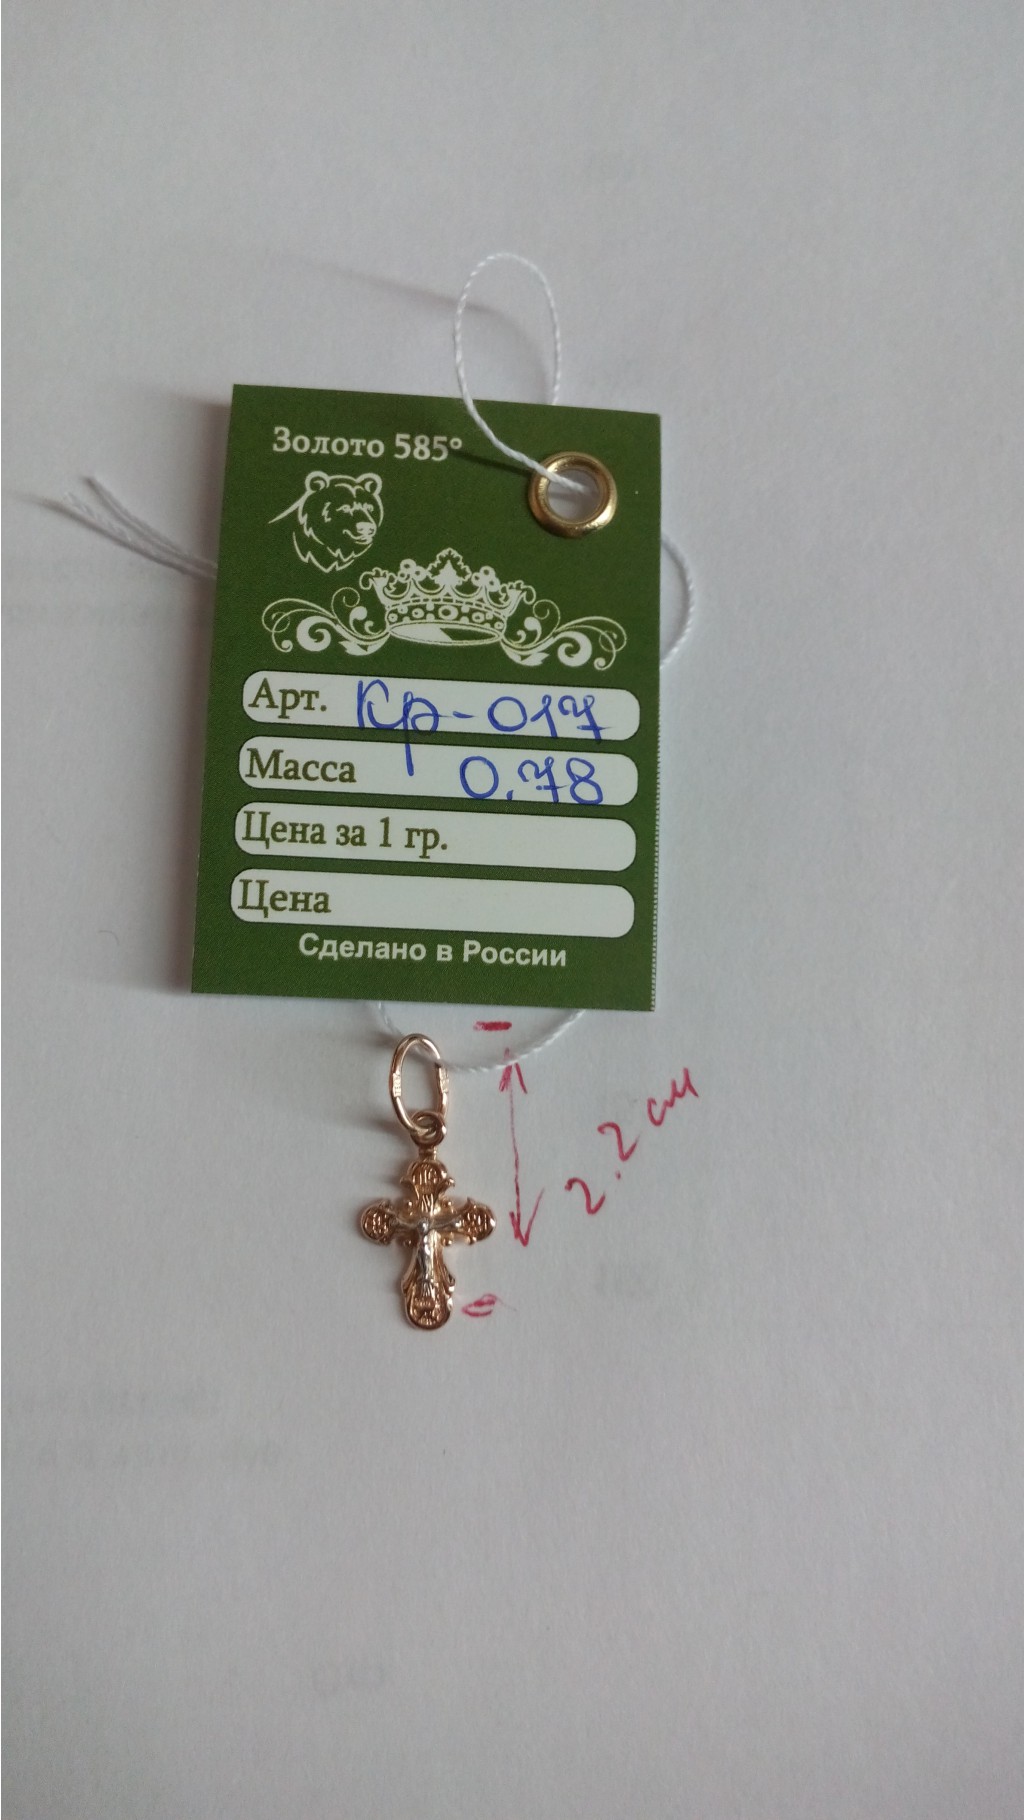 Золото 585°
Арт. Кр-017
Масса 0.78
Цена за 1 гр.
Цена
Сделано в России
2.2 см